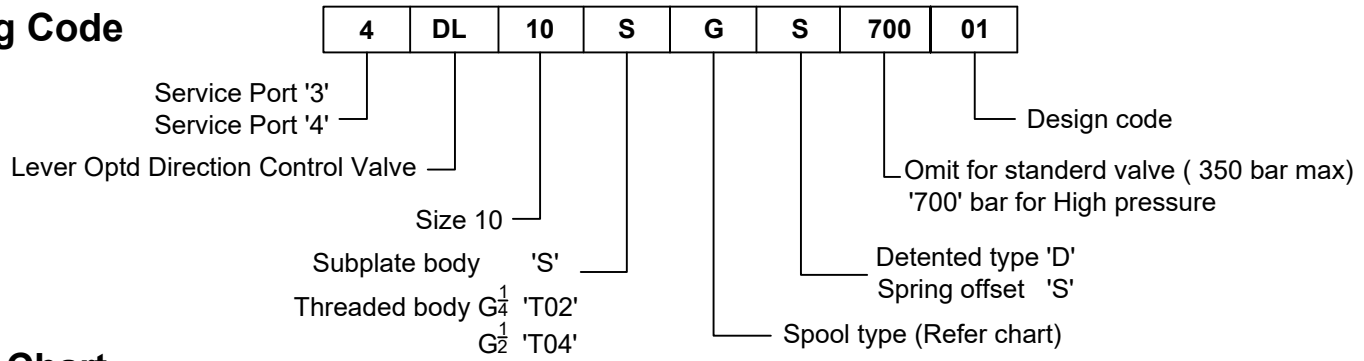 g Code
4 DL 10 S G S 700 01
Service Port '3'
Service Port '4'
Design code
Lever Optd Direction Control Valve
Omit for standerd valve ( 350 bar max)
'700' bar for High pressure
Size 10
Subplate body 'S'
Detented type 'D'
Spring offset 'S'
Threaded body G1/4 'T02'
G1/2 'T04'
Spool type (Refer chart)
Chart